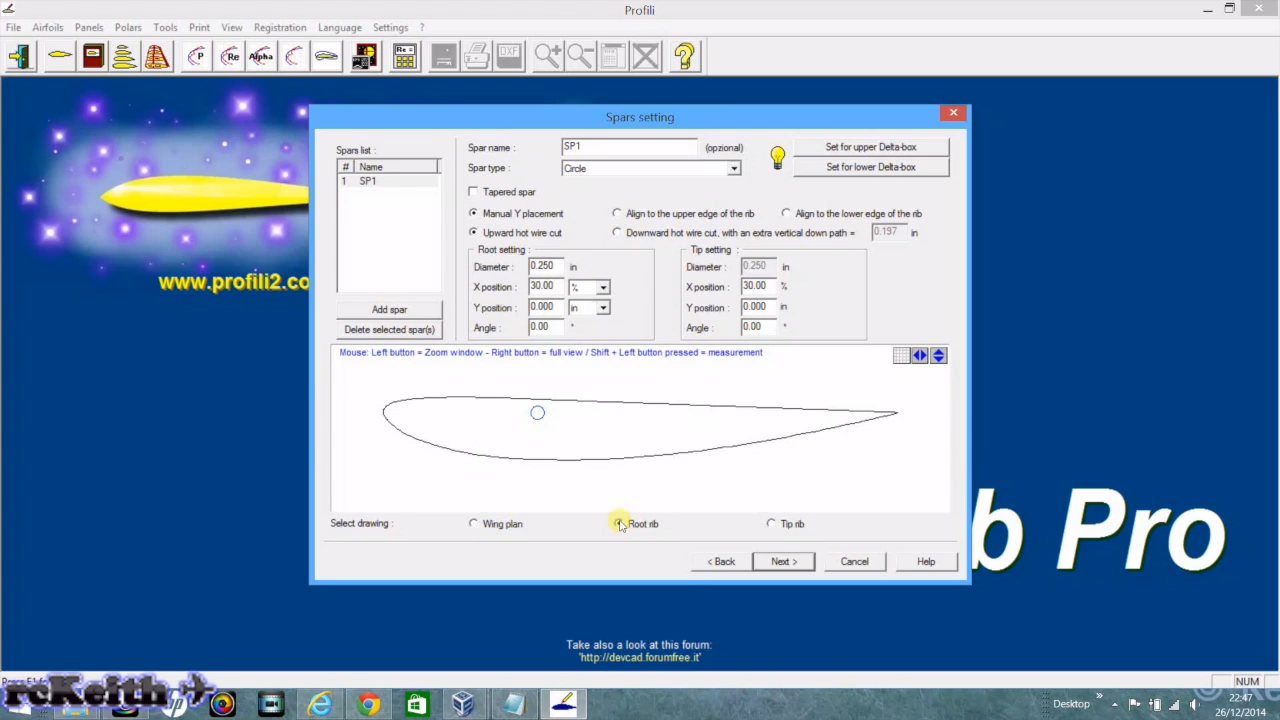 Profili
File Airfoils Panels Polars Tools Print View Registration Language Settings ?
P Re Alpha DXF
www.profili2.co
Spars setting
Spars list :
# Name
1 SP1
Add spar
Delete selected spar(s)
Spar name : SP1 (opzional)
Spar type : Circle
Set for upper Delta-box
Set for lower Delta-box
Tapered spar
Manual Y placement Align to the upper edge of the rib Align to the lower edge of the rib
Upward hot wire cut Downward hot wire cut, with an extra vertical down path = 0.197 in
Root setting : Tip setting :
Diameter : 0.250 in Diameter : 0.250 in
X position : 30.00 % X position : 30.00 %
Y position : 0.000 in Y position : 0.000 in
Angle : 0.00 ° Angle : 0.00 °
Mouse: Left button = Zoom window - Right button = full view / Shift + Left button pressed = measurement
Select drawing : Wing plan Root rib Tip rib
< Back Next > Cancel Help
b Pro
Take also a look at this forum:
'http://devcad.forumfree.it'
NUM
rcKeith
hp
Desktop
22:47
26/12/2014